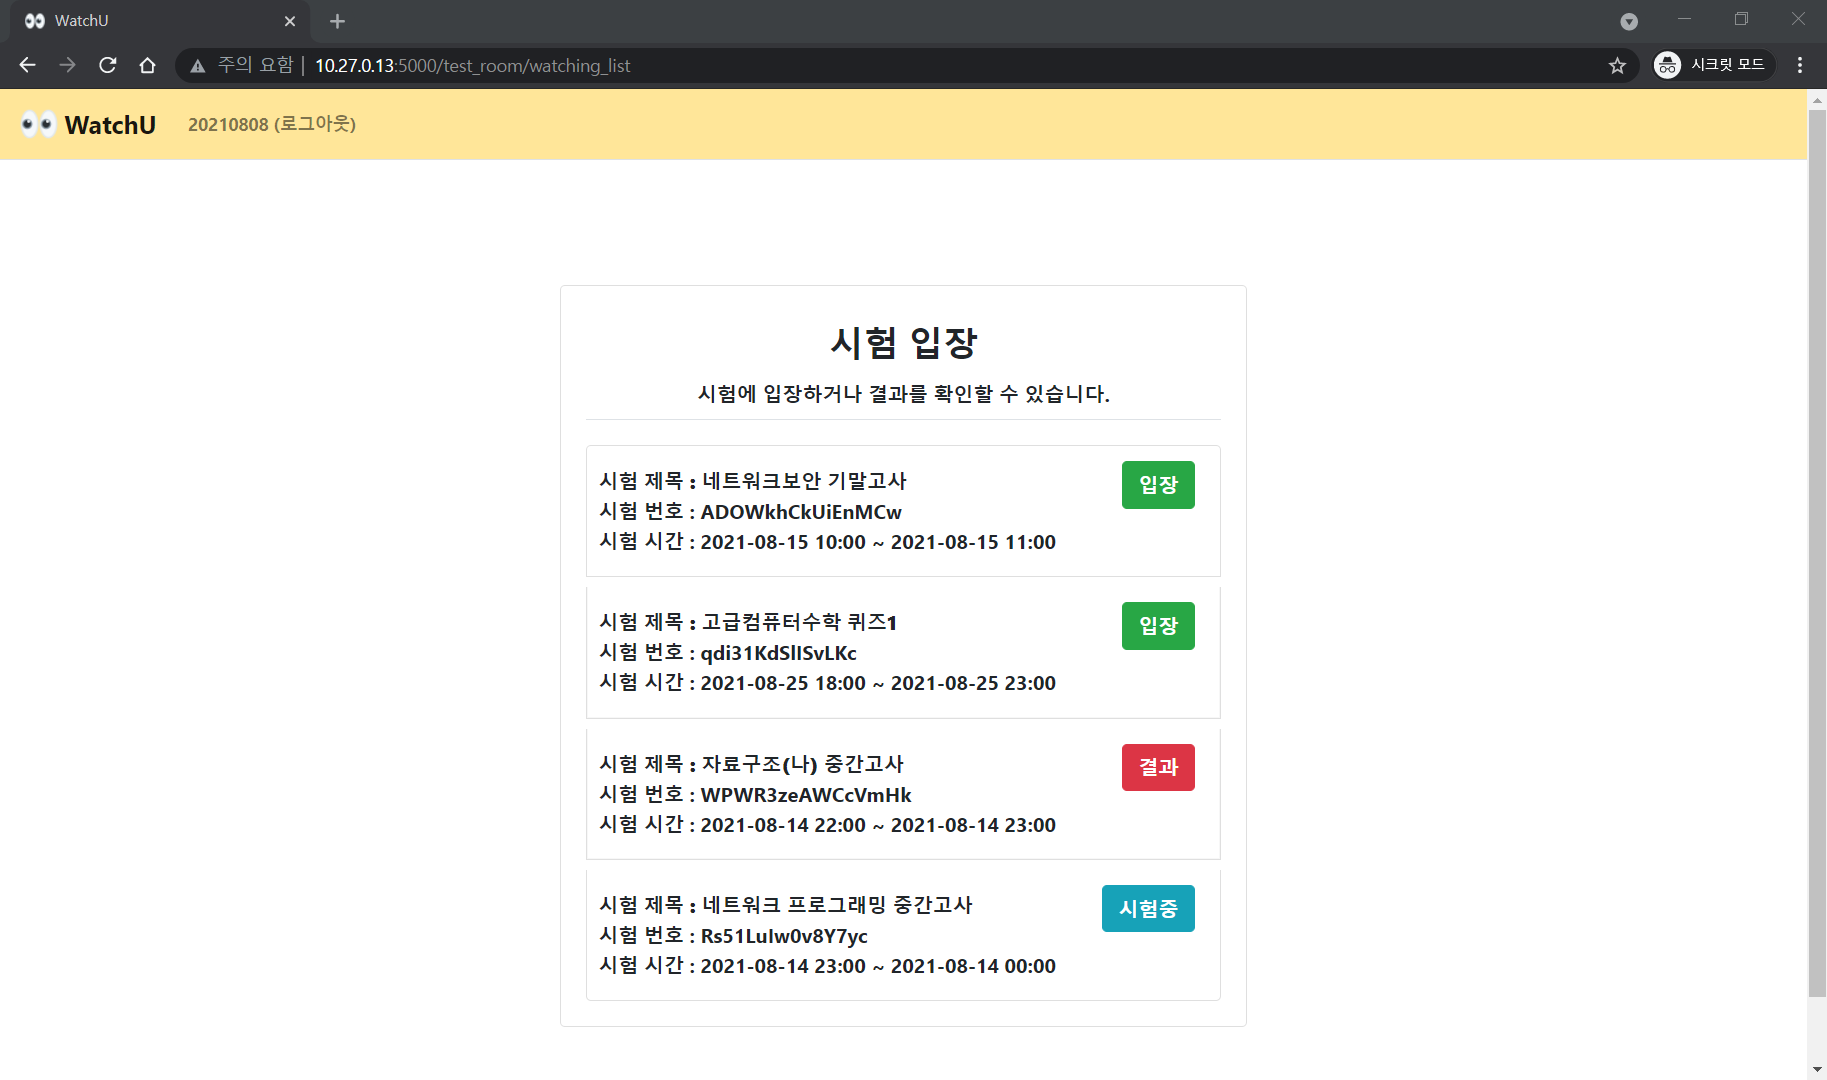 WatchU
주의 요함 | 10.27.0.13:5000/test_room/watching_list
시크릿 모드
WatchU 20210808 (로그아웃)
시험 입장
시험에 입장하거나 결과를 확인할 수 있습니다.
시험 제목 : 네트워크보안 기말고사
입장
시험 번호 : ADOWkhCkUiEnMCw
시험 시간 : 2021-08-15 10:00 ~ 2021-08-15 11:00
시험 제목 : 고급컴퓨터수학 퀴즈1
입장
시험 번호 : qdi31KdSlISvLKc
시험 시간 : 2021-08-25 18:00 ~ 2021-08-25 23:00
시험 제목 : 자료구조(나) 중간고사
결과
시험 번호 : WPWR3zeAWCcVmHk
시험 시간 : 2021-08-14 22:00 ~ 2021-08-14 23:00
시험 제목 : 네트워크 프로그래밍 중간고사
시험중
시험 번호 : Rs51LuIw0v8Y7yc
시험 시간 : 2021-08-14 23:00 ~ 2021-08-14 00:00